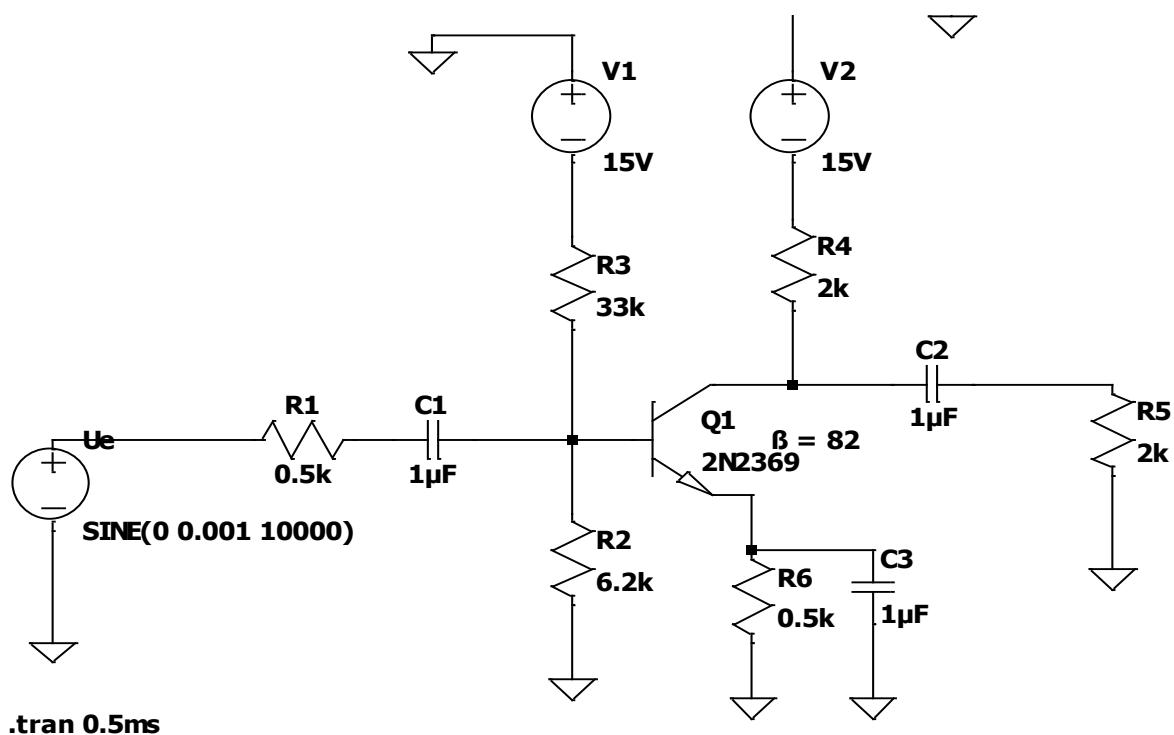 V1
15V
V2
15V
R3
33k
R4
2k
C2
1µF
R5
2k
Ue
SINE(0 0.001 10000)
R1
0.5k
C1
1µF
Q1
2N2369
ß = 82
R2
6.2k
R6
0.5k
C3
1µF
.tran 0.5ms